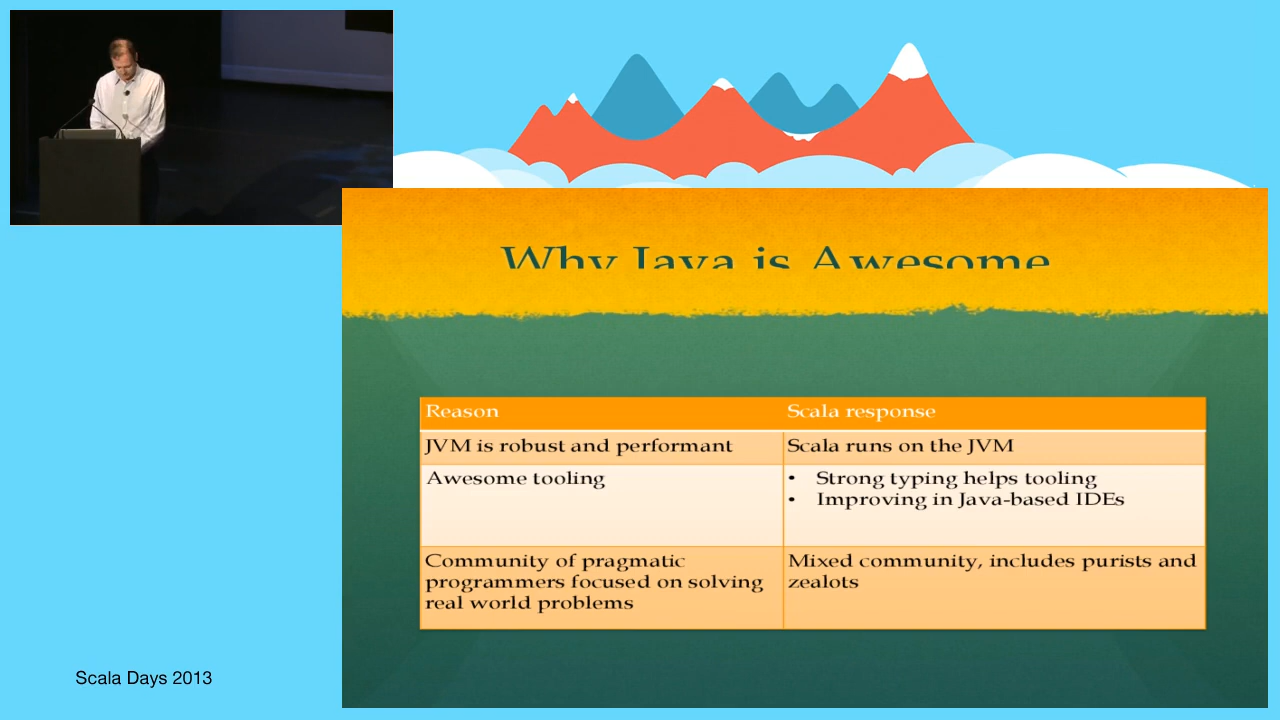 Why Java is Awesome
Reason
Scala response
JVM is robust and performant
Scala runs on the JVM
Awesome tooling
• Strong typing helps tooling
• Improving in Java-based IDEs
Community of pragmatic
programmers focused on solving
real world problems
Mixed community, includes purists and
zealots
Scala Days 2013